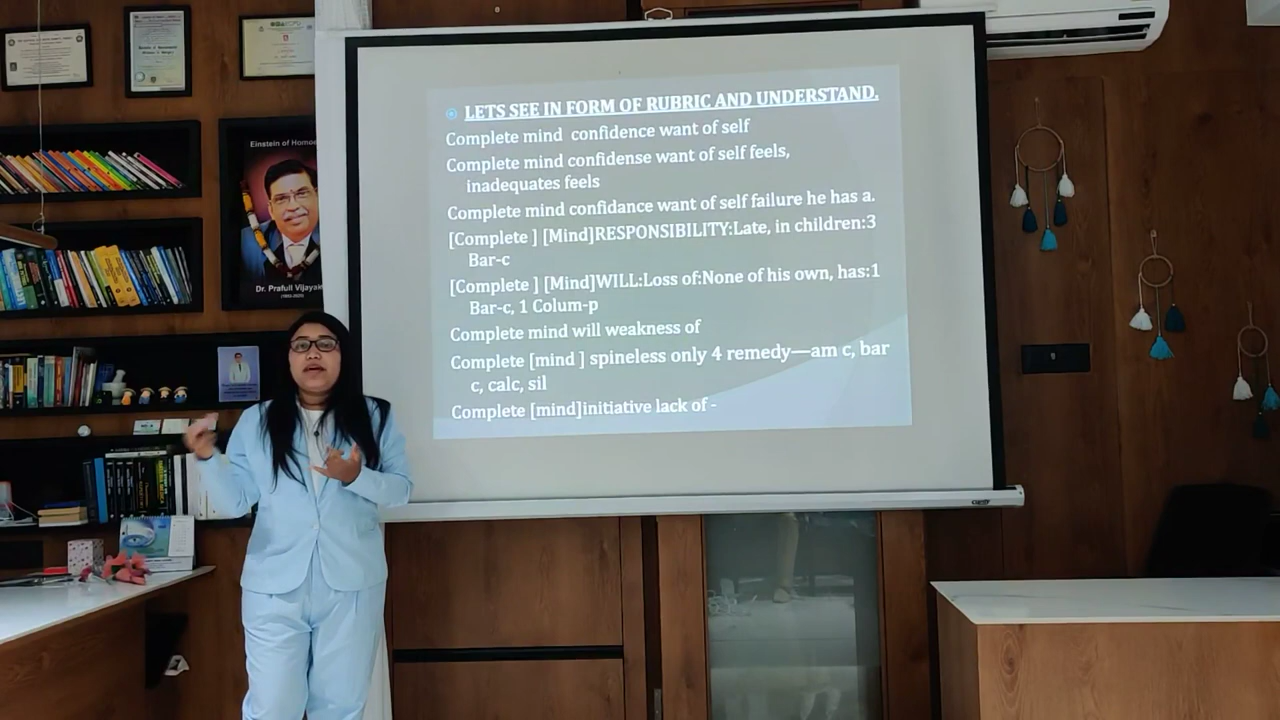 LETS SEE IN FORM OF RUBRIC AND UNDERSTAND.
Complete mind confidence want of self
Complete mind confidense want of self feels,
inadequates feels
Complete mind confidance want of self failure he has a.
[Complete ] [Mind]RESPONSIBILITY:Late, in children:3
Bar-c
[Complete ] [Mind]WILL:Loss of:None of his own, has:1
Bar-c, 1 Colum-p
Complete mind will weakness of
Complete [mind ] spineless only 4 remedy—am c, bar
c, calc, sil
Complete [mind]initiative lack of -
Einstein of
Dr. Prafull